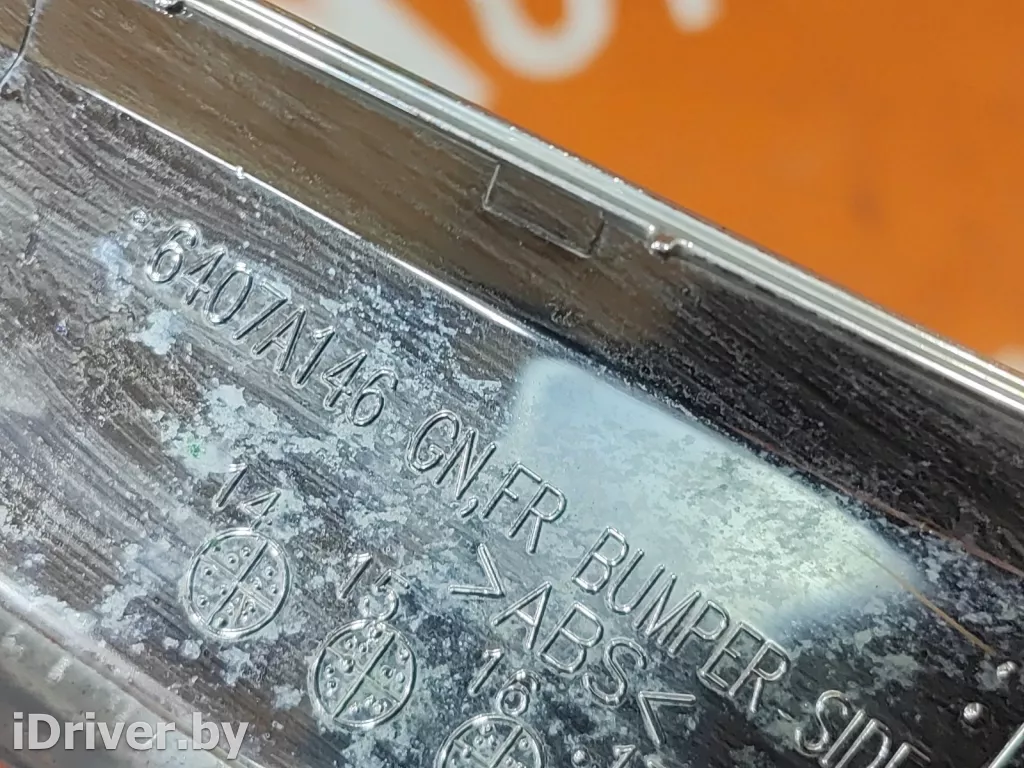 6407A146 GN,FR BUMPER SIDE
>ABS<
14
15
16
iDriver.by